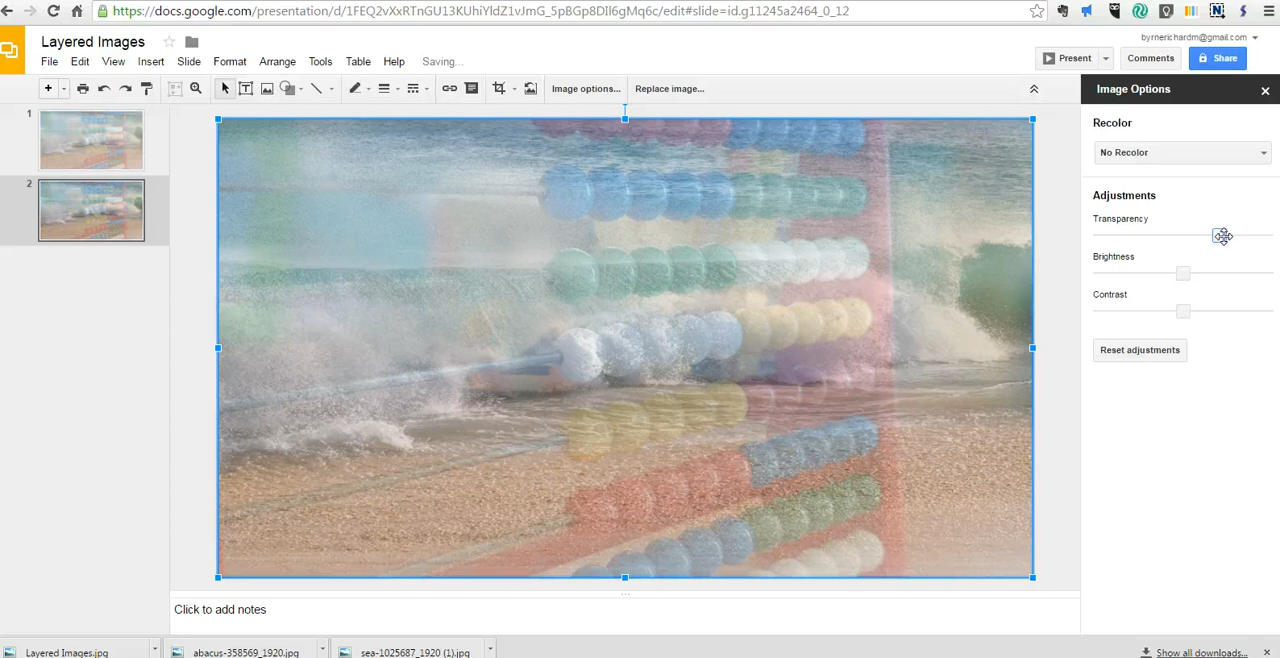 https://docs.google.com/presentation/d/1FEQ2vXxRTnGU13KUhiYldZ1vJmG_5pBGp8Dll6gMq6c/edit#slide=id.g11245a2464_0_12
Layered Images
byrnerichardm@gmail.com
File Edit View Insert Slide Format Arrange Tools Table Help Saving...
Present Comments Share
Image options... Replace image...
Image Options
1
2
Recolor
No Recolor
Adjustments
Transparency
Brightness
Contrast
Reset adjustments
Click to add notes
Layered Images.jpg abacus-358569_1920.jpg sea-1025687_1920 (1).jpg Show all downloads...